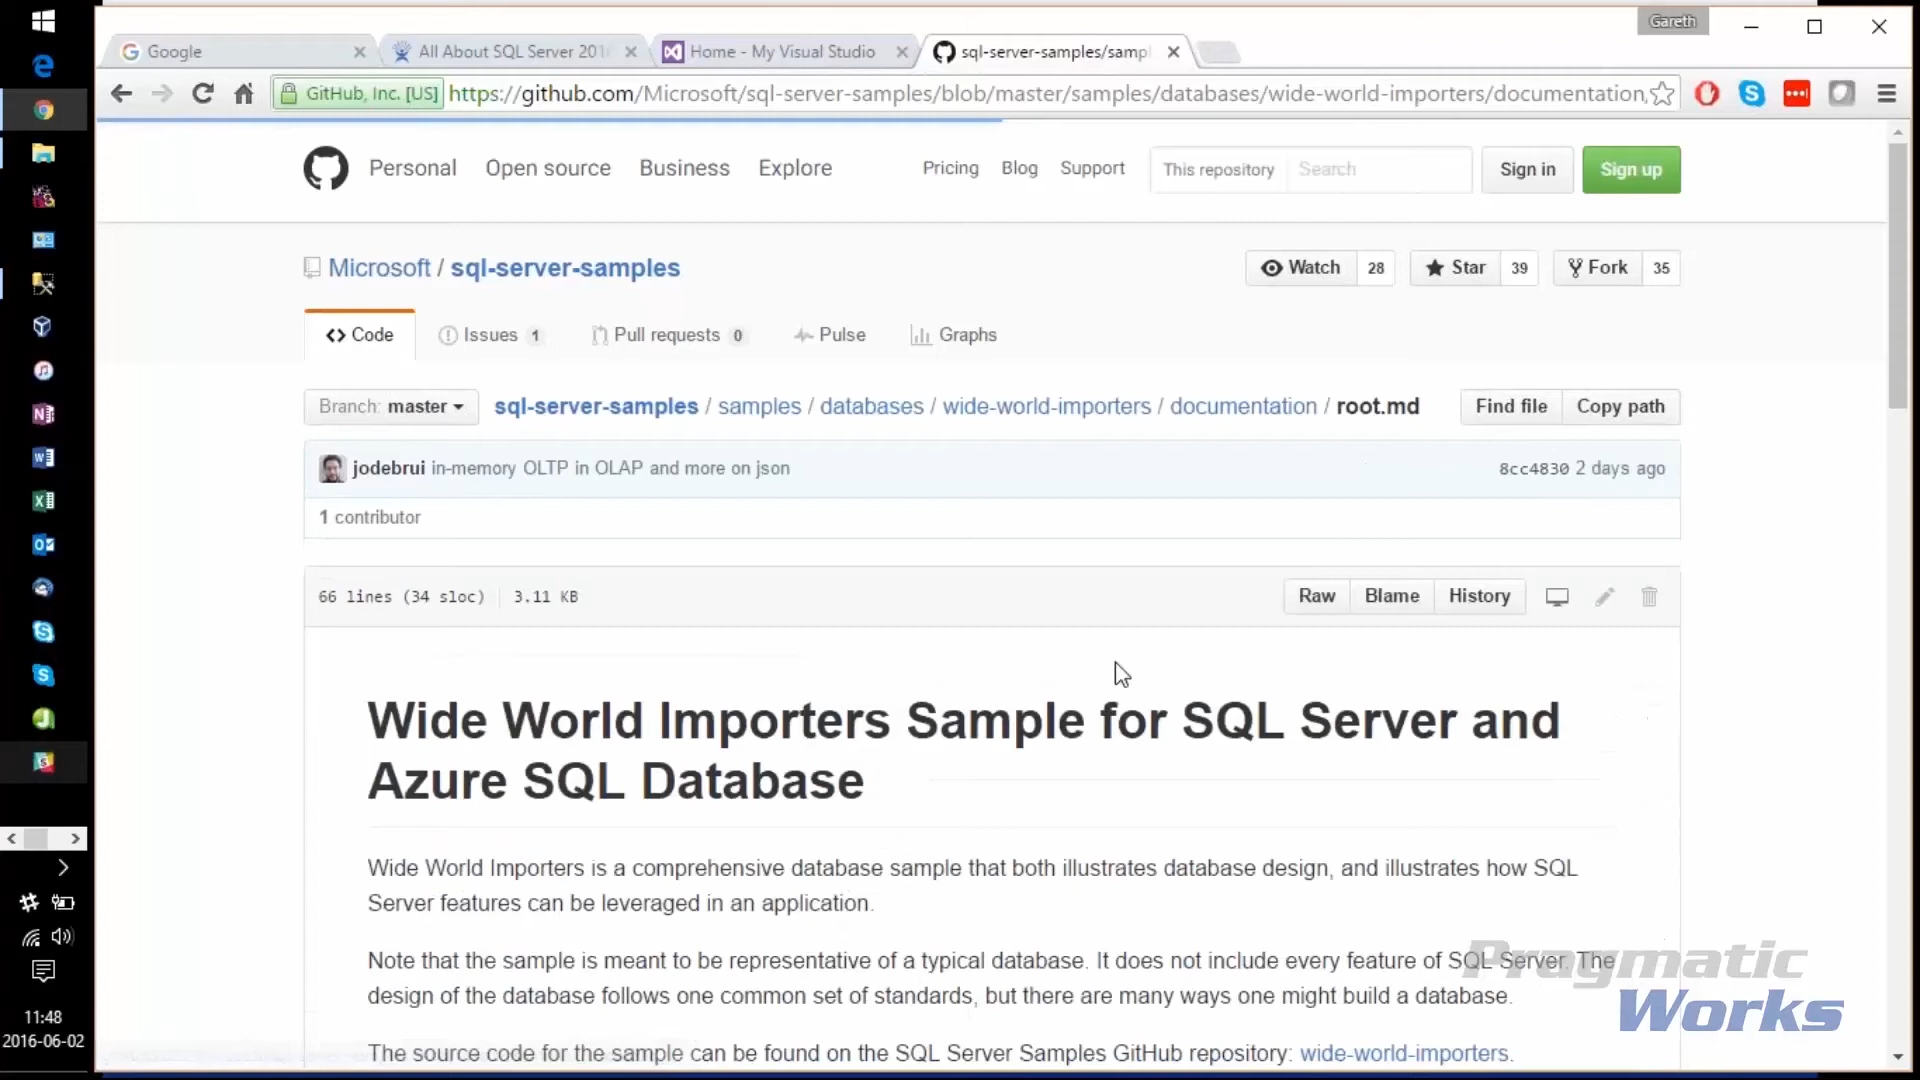 Gareth
Google
All About SQL Server 201
Home - My Visual Studio
sql-server-samples/sampl
GitHub, Inc. [US]
https://github.com/Microsoft/sql-server-samples/blob/master/samples/databases/wide-world-importers/documentation,
Personal Open source Business Explore
Pricing Blog Support
This repository Search
Sign in
Sign up
Microsoft / sql-server-samples
Watch 28
Star 39
Fork 35
Code
Issues 1
Pull requests 0
Pulse
Graphs
Branch: master
sql-server-samples / samples / databases / wide-world-importers / documentation / root.md
Find file
Copy path
jodebrui in-memory OLTP in OLAP and more on json
8cc4830 2 days ago
1 contributor
66 lines (34 sloc) 3.11 KB
Raw Blame History
Wide World Importers Sample for SQL Server and
Azure SQL Database
Wide World Importers is a comprehensive database sample that both illustrates database design, and illustrates how SQL
Server features can be leveraged in an application.
Note that the sample is meant to be representative of a typical database. It does not include every feature of SQL Server. The
design of the database follows one common set of standards, but there are many ways one might build a database.
The source code for the sample can be found on the SQL Server Samples GitHub repository: wide-world-importers.
Pragmatic
Works
11:48
2016-06-02